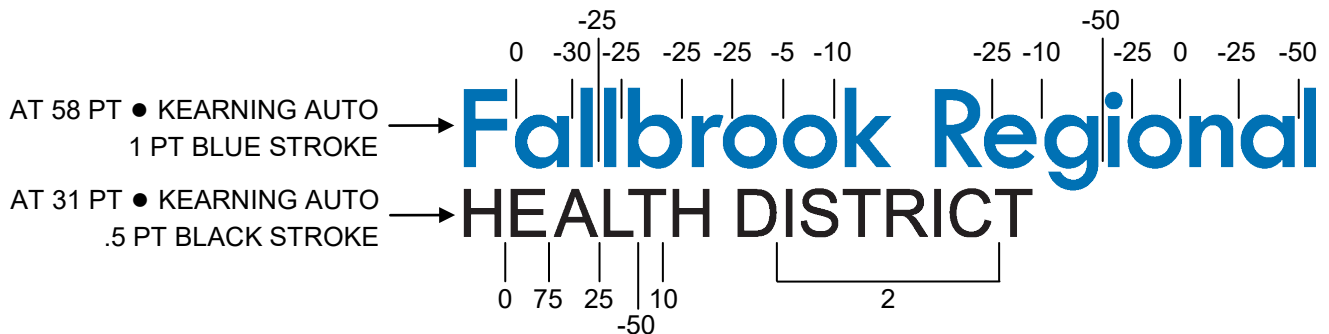 -25 -50
0 -30 -25 -25 -25 -5 -10 -25 -10 -25 0 -25 -50
AT 58 PT ● KEARNING AUTO
1 PT BLUE STROKE
Fallbrook Regional
AT 31 PT ● KEARNING AUTO
.5 PT BLACK STROKE
HEALTH DISTRICT
0 75 25 10 2
-50